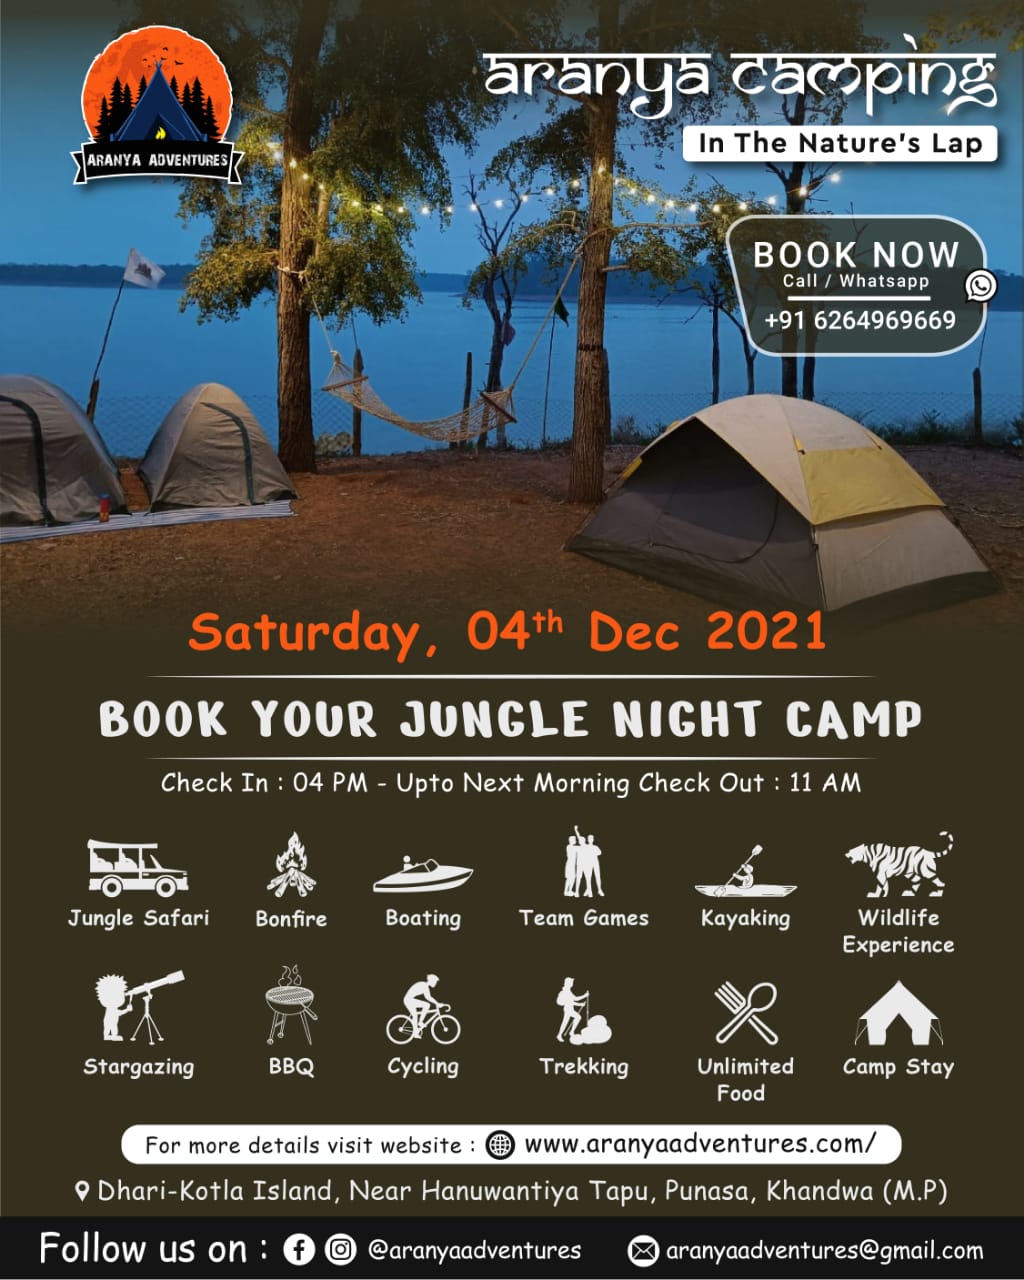 ARANYA ADVENTURES
aranya camping
In The Nature's Lap
BOOK NOW
Call / Whatsapp
+91 6264969669
Saturday, 04th Dec 2021
BOOK YOUR JUNGLE NIGHT CAMP
Check In : 04 PM - Upto Next Morning Check Out : 11 AM
Jungle Safari
Bonfire
Boating
Team Games
Kayaking
Wildlife
Experience
Stargazing
BBQ
Cycling
Trekking
Unlimited
Food
Camp Stay
For more details visit website : www.aranyaadventures.com/
Dhari-Kotla Island, Near Hanuwantiya Tapu, Punasa, Khandwa (M.P)
Follow us on : @aranyaadventures aranyaadventures@gmail.com